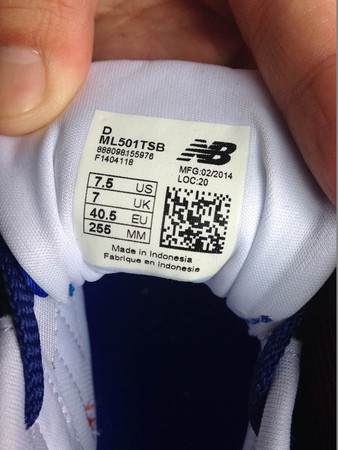 D
ML501TSB
888098155976
F1404118
NB
MFG:02/2014
LOC:20
7.5 US
7 UK
40.5 EU
255 MM
Made in Indonesia
Fabrique en Indonesie